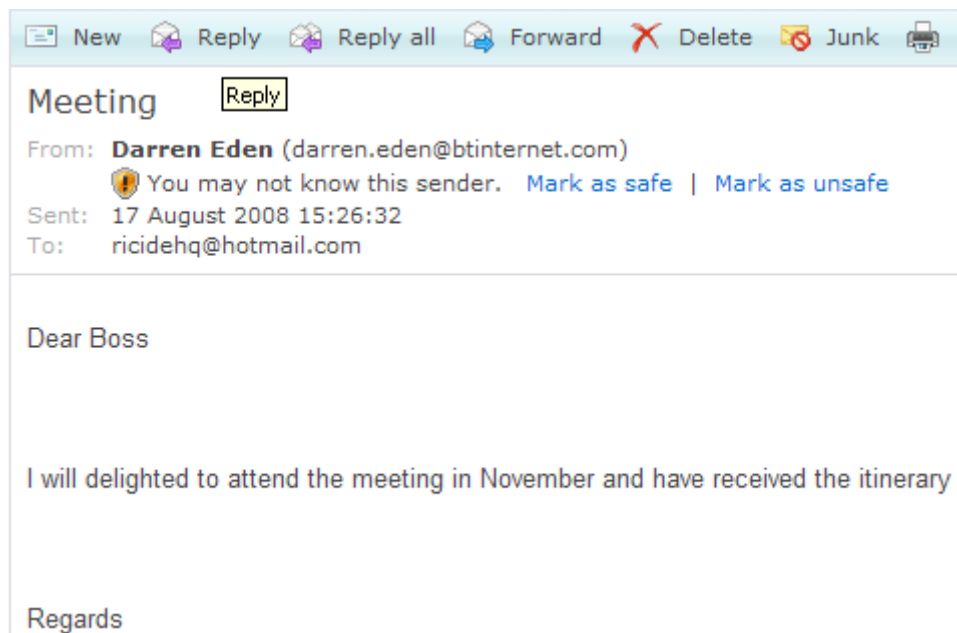 New Reply Reply all Forward Delete Junk
Meeting
Reply
From: Darren Eden (darren.eden@btinternet.com)
You may not know this sender. Mark as safe | Mark as unsafe
Sent: 17 August 2008 15:26:32
To: ricidehq@hotmail.com
Dear Boss
I will delighted to attend the meeting in November and have received the itinerary
Regards